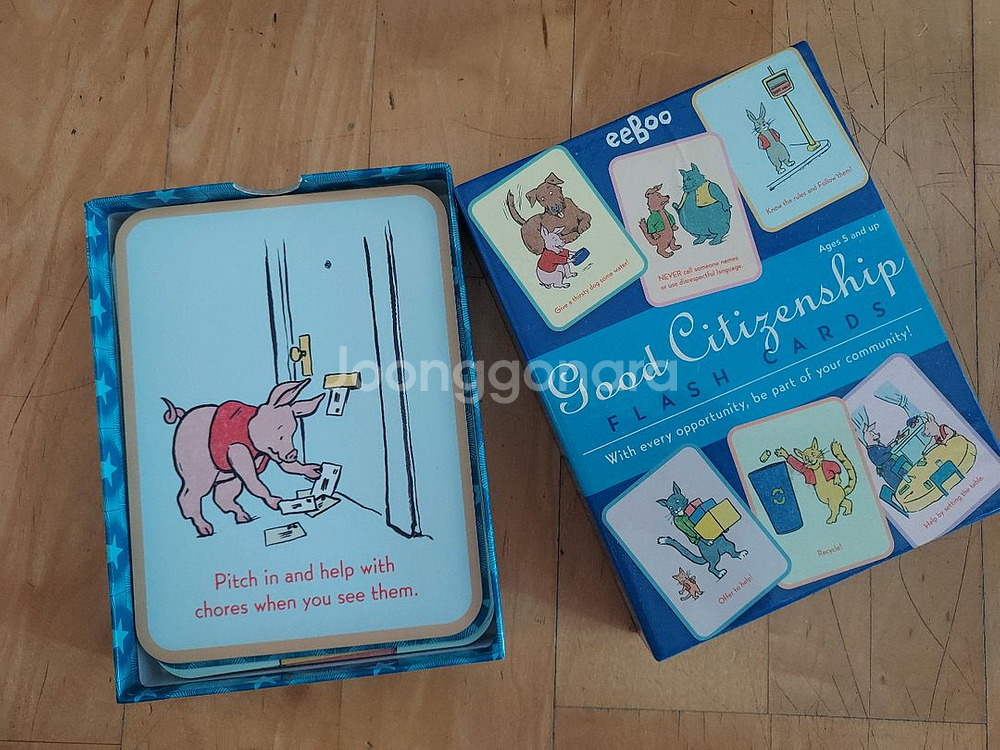 Pitch in and help with
chores when you see them.
eeBoo
Give a thirsty dog some water!
NEVER call someone names
or use disrespectful language.
Know the rules and Follow them!
Ages 5 and up
Good Citizenship
FLASH CARDS
With every opportunity, be part of your community!
Offer to help!
Recycle!
Help by setting the table.
Joonggonara